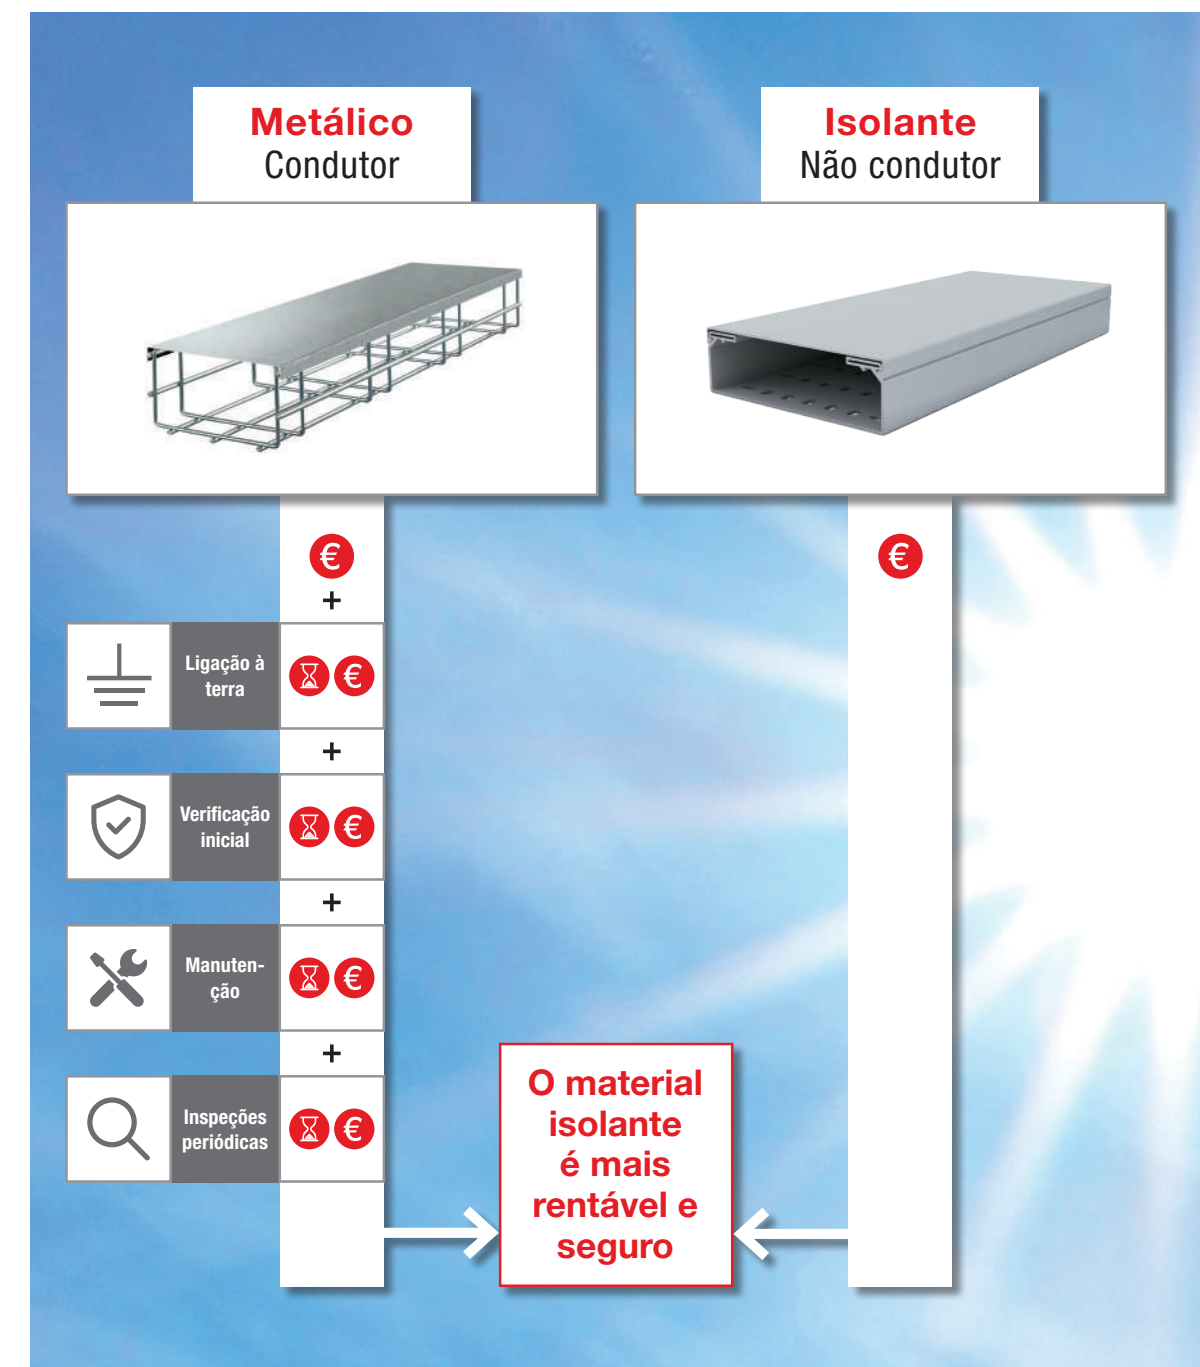 Metálico
Condutor
Isolante
Não condutor
€
€
+
Ligação à
terra
€
+
Verificação
inicial
€
+
Manuten-
ção
€
+
Inspeções
periódicas
€
O material
isolante
é mais
rentável e
seguro